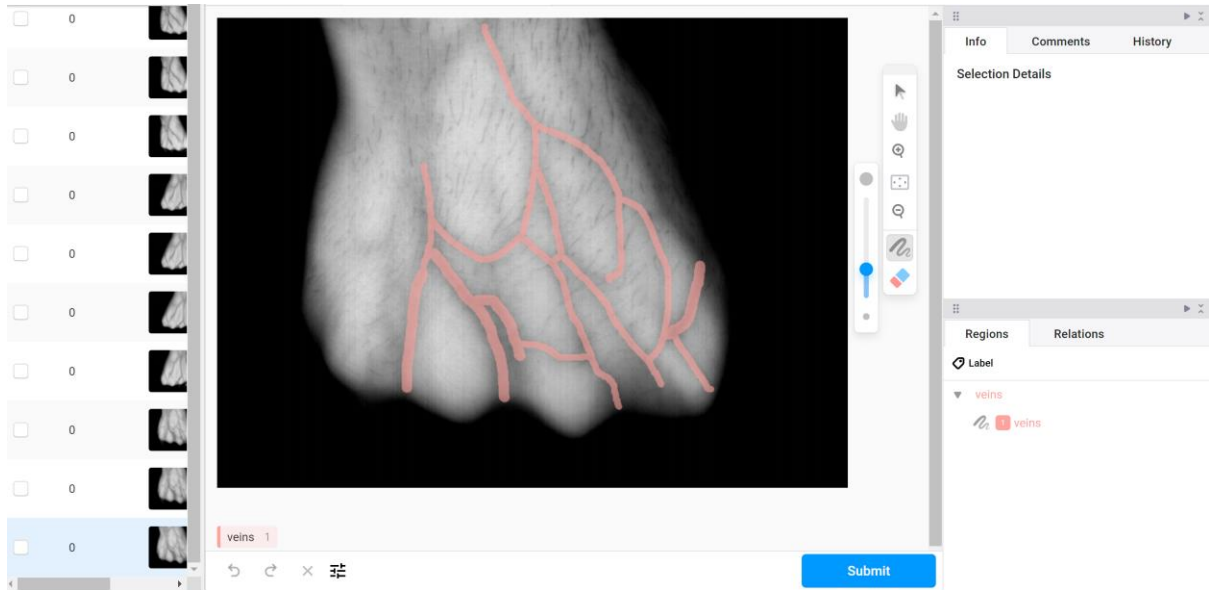 0
0
0
0
0
0
0
0
0
0
veins 1
Submit
Info Comments History
Selection Details
Regions Relations
Label
veins
1 veins